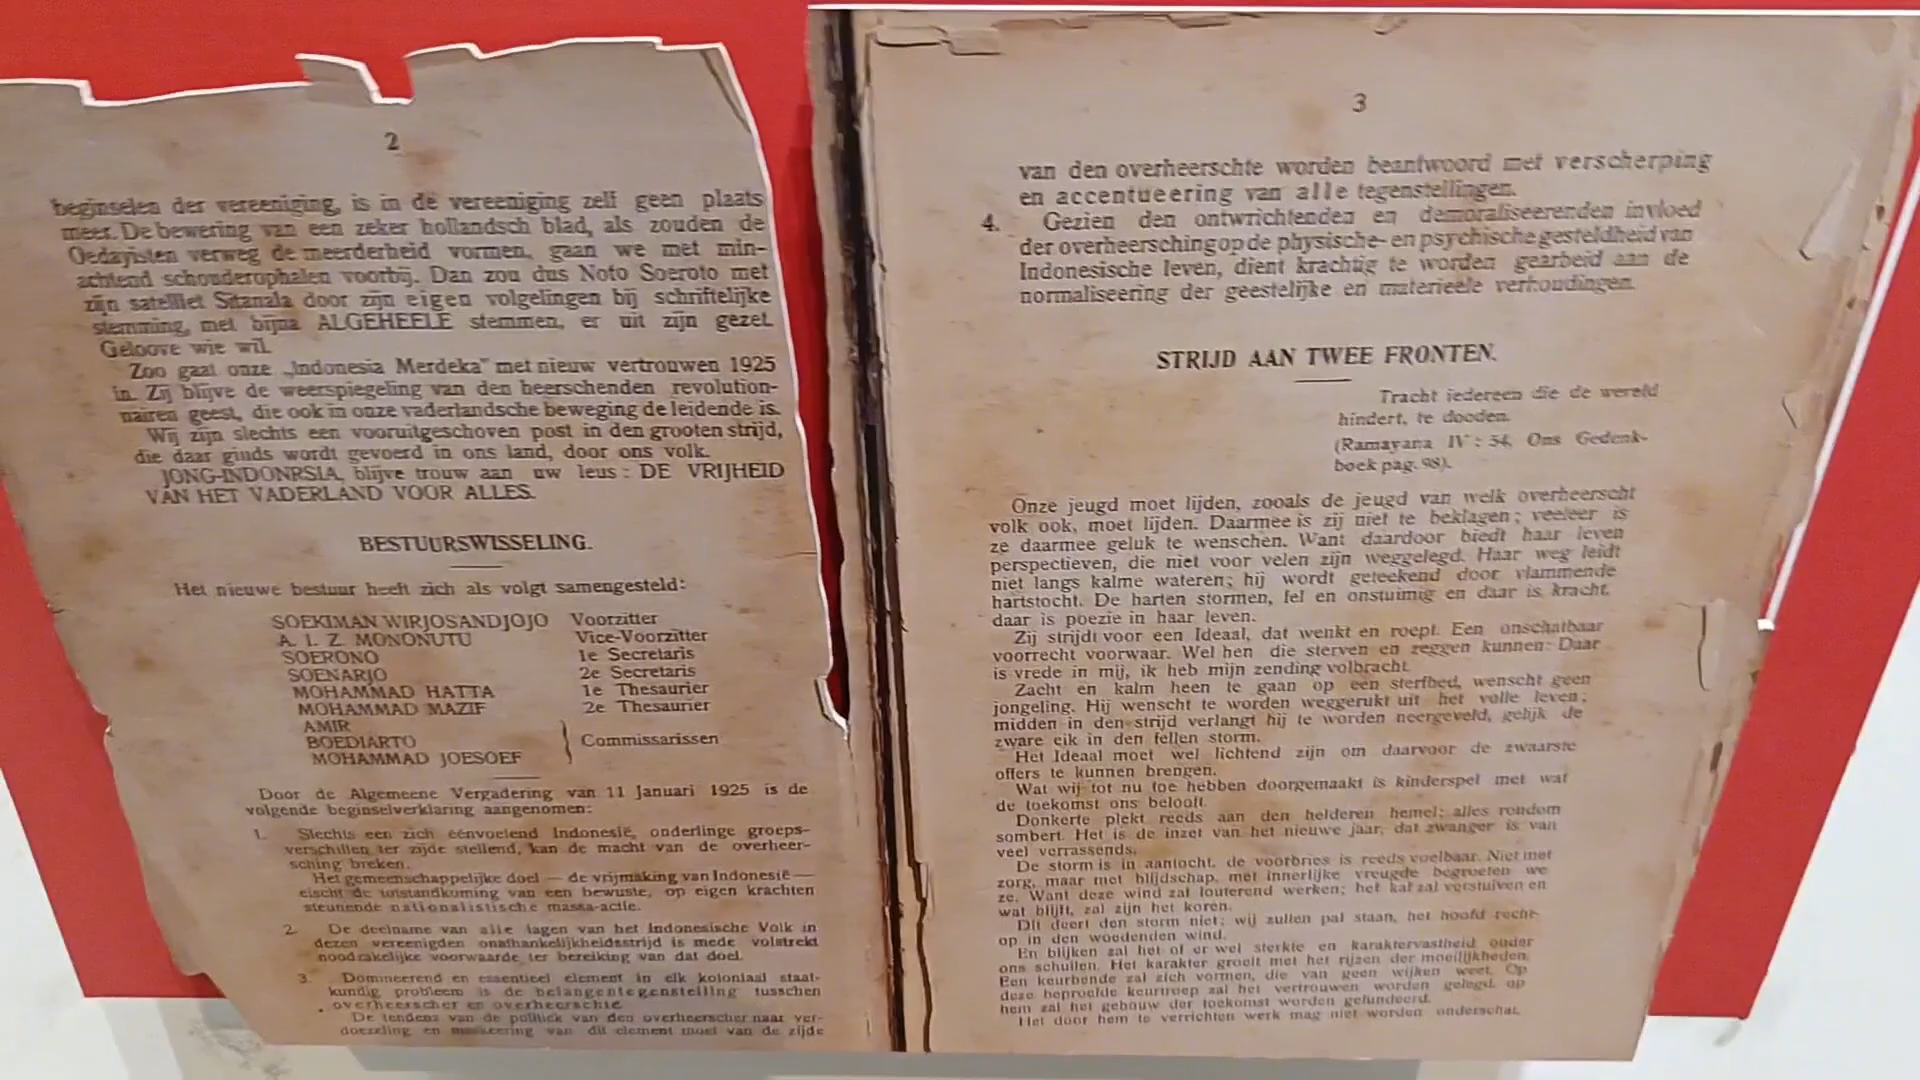 2
beginselen der vereeniging, is in de vereeniging zelf geen plaats
meer. De bewering van een zeker hollandsch blad, als zouden de
Oedayisten verweg de meerderheid vormen, gaan we met min-
achtend schouderophalen voorbij. Dan zou dus Noto Soeroto met
zijn satelliet Sitanala door zijn eigen volgelingen bij schriftelijke
stemming, met bijna ALGEHEELE stemmen, er uit zijn gezet.
Geloove wie wil.
Zoo gaat onze „Indonesia Merdeka" met nieuw vertrouwen 1925
in. Zij blijve de weerspiegeling van den heerschenden revolution-
nairen geest, die ook in onze vaderlandsche beweging de leidende is.
Wij zijn slechts een vooruitgeschoven post in den grooten strijd,
die daar ginds wordt gevoerd in ons land, door ons volk.
JONG-INDONRSIA, blijve trouw aan uw leus: DE VRIJHEID
VAN HET VADERLAND VOOR ALLES.
BESTUURSWISSELING.
Het nieuwe bestuur heeft zich als volgt samengesteld:
SOEKIMAN WIRJOSANDJOJO Voorzitter
A. I. Z. MONONUTU Vice-Voorzitter
SOERONO 1e Secretaris
SOENARJO 2e Secretaris
MOHAMMAD HATTA 1e Thesaurier
MOHAMMAD MAZIF 2e Thesaurier
AMIR
BOEDIARTO } Commissarissen
MOHAMMAD JOESOEF
Door de Algemeene Vergadering van 11 Januari 1925 is de
volgende beginselverklaring aangenomen:
1. Slechts een zich éénvoelend Indonesië, onderlinge groeps-
verschillen ter zijde stellend, kan de macht van de overheer-
sching breken.
Het gemeenschappelijke doel — de vrijmaking van Indonesië —
eischt de totstandkoming van een bewuste, op eigen krachten
steunende nationalistische massa-actie.
2. De deelname van alle lagen van het Indonesische Volk in
dezen vereenigden onafhankelijkheidsstrijd is mede volstrekt
noodzakelijke voorwaarde ter bereiking van dat doel.
3. Domineerend en essentieel element in elk koloniaal staat-
kundig probleem is de belangentegenstelling tusschen
overheerscher en overheerschte.
De tendens van de politiek van den overheerscher naar ver-
doezeling en maskeering van dit element moet van de zijde
3
van den overheerschte worden beantwoord met verscherping
en accentueering van alle tegenstellingen.
4. Gezien den ontwrichtenden en demoraliseerenden invloed
der overheersching op de physische- en psychische gesteldheid van
Indonesische leven, dient krachtig te worden gearbeid aan de
normaliseering der geestelijke en materieele verhoudingen.
STRIJD AAN TWEE FRONTEN.
Tracht iedereen die de wereld
hindert, te dooden.
(Ramayana IV: 54, Ons Gedenk-
boek pag. 98).
Onze jeugd moet lijden, zooals de jeugd van welk overheerscht
volk ook, moet lijden. Daarmee is zij niet te beklagen; veeleer is
ze daarmee geluk te wenschen. Want daardoor biedt haar leven
perspectieven, die niet voor velen zijn weggelegd. Haar weg leidt
niet langs kalme wateren; hij wordt geteekend door vlammende
hartstocht. De harten stormen, fel en onstuimig en daar is kracht,
daar is poëzie in haar leven.
Zij strijdt voor een Ideaal, dat wenkt en roept. Een onschatbaar
voorrecht voorwaar. Wel hen die sterven en zeggen kunnen: Daar
is vrede in mij, ik heb mijn zending volbracht.
Zacht en kalm heen te gaan op een sterfbed, wenscht geen
jongeling. Hij wenscht te worden weggerukt uit het volle leven;
midden in den strijd verlangt hij te worden neergeveld, gelijk de
zware eik in den fellen storm.
Het Ideaal moet wel lichtend zijn om daarvoor de zwaarste
offers te kunnen brengen.
Wat wij tot nu toe hebben doorgemaakt is kinderspel met wat
de toekomst ons belooft.
Donkerte plekt reeds aan den helderen hemel; alles rondom
sombert. Het is de inzet van het nieuwe jaar, dat zwanger is van
veel verrassends.
De storm is in aantocht, de voorbries is reeds voelbaar. Niet met
zorg, maar met blijdschap, met innerlijke vreugde begroeten we
ze. Want deze wind zal louterend werken; het kaf zal verstuiven en
wat blijft, zal zijn het koren.
Dit deert den storm niet; wij zullen pal staan, het hoofd recht-
op in den woedenden wind.
En blijken zal het of er wel sterkte en karaktervastheid onder
ons schuilen. Het karakter groeit met het rijzen der moeilijkheden.
Een keurbende zal zich vormen, die van geen wijken weet. Op
deze beproefde keurtroep zal het vertrouwen worden gelegd, op
hem zal het gebouw der toekomst worden gefundeerd.
Het door hem te verrichten werk mag niet worden onderschat.